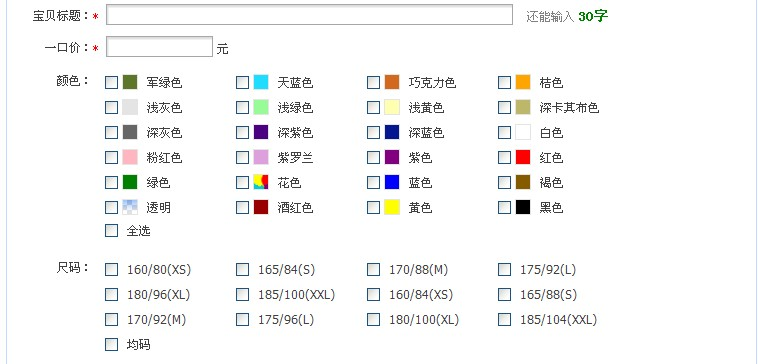 宝贝标题：* 还能输入 30字
一口价：* 元
颜色： 军绿色 天蓝色 巧克力色 桔色
浅灰色 浅绿色 浅黄色 深卡其布色
深灰色 深紫色 深蓝色 白色
粉红色 紫罗兰 紫色 红色
绿色 花色 蓝色 褐色
透明 酒红色 黄色 黑色
全选
尺码： 160/80(XS) 165/84(S) 170/88(M) 175/92(L)
180/96(XL) 185/100(XXL) 160/84(XS) 165/88(S)
170/92(M) 175/96(L) 180/100(XL) 185/104(XXL)
均码